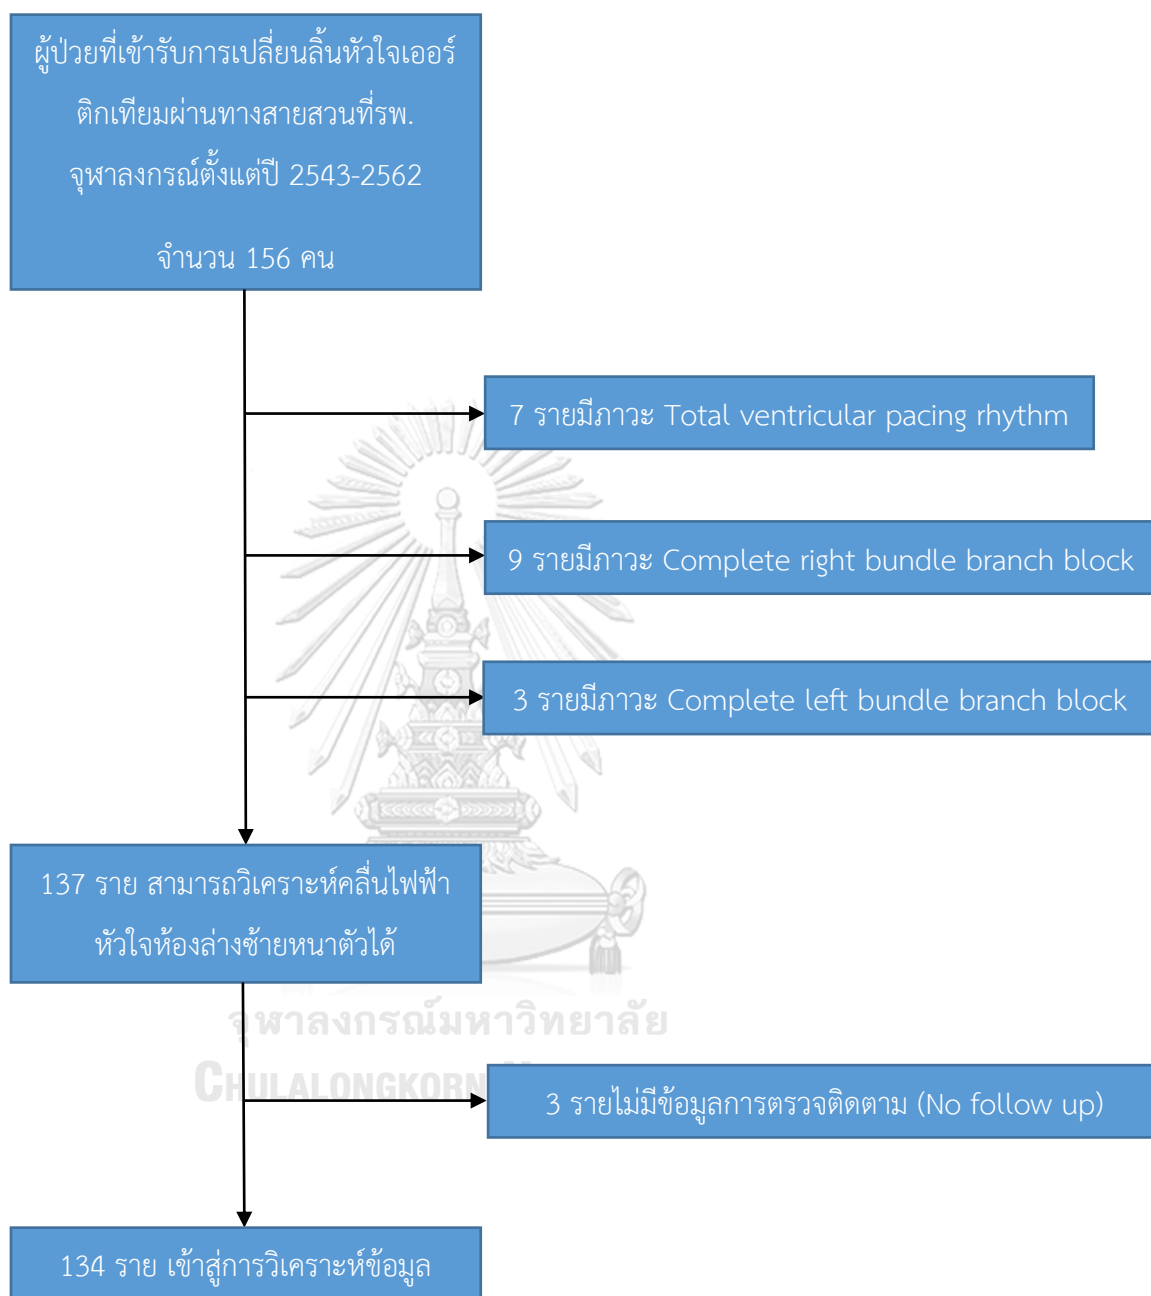 ผู้ป่วยที่เข้ารับการเปลี่ยนลิ้นหัวใจเออร์
ติกเทียมผ่านทางสายสวนที่รพ.
จุฬาลงกรณ์ตั้งแต่ปี 2543-2562
จำนวน 156 คน
7 รายมีภาวะ Total ventricular pacing rhythm
9 รายมีภาวะ Complete right bundle branch block
3 รายมีภาวะ Complete left bundle branch block
137 ราย สามารถวิเคราะห์คลื่นไฟฟ้า
หัวใจห้องล่างซ้ายหนาตัวได้
จุฬาลงกรณ์มหาวิทยาลัย
CHULALONGKORN
3 รายไม่มีข้อมูลการตรวจติดตาม (No follow up)
134 ราย เข้าสู่การวิเคราะห์ข้อมูล